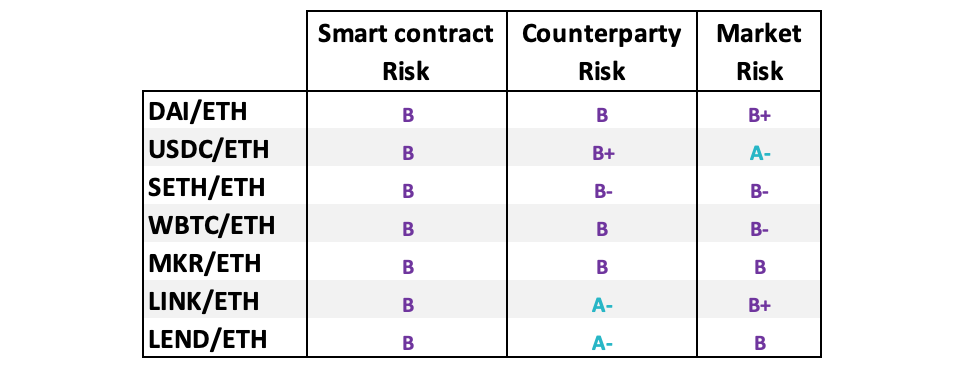 Smart contract Counterparty Market
Risk Risk Risk
DAI/ETH B B B+
USDC/ETH B B+ A-
SETH/ETH B B- B-
WBTC/ETH B B B-
MKR/ETH B B B
LINK/ETH B A- B+
LEND/ETH B A- B